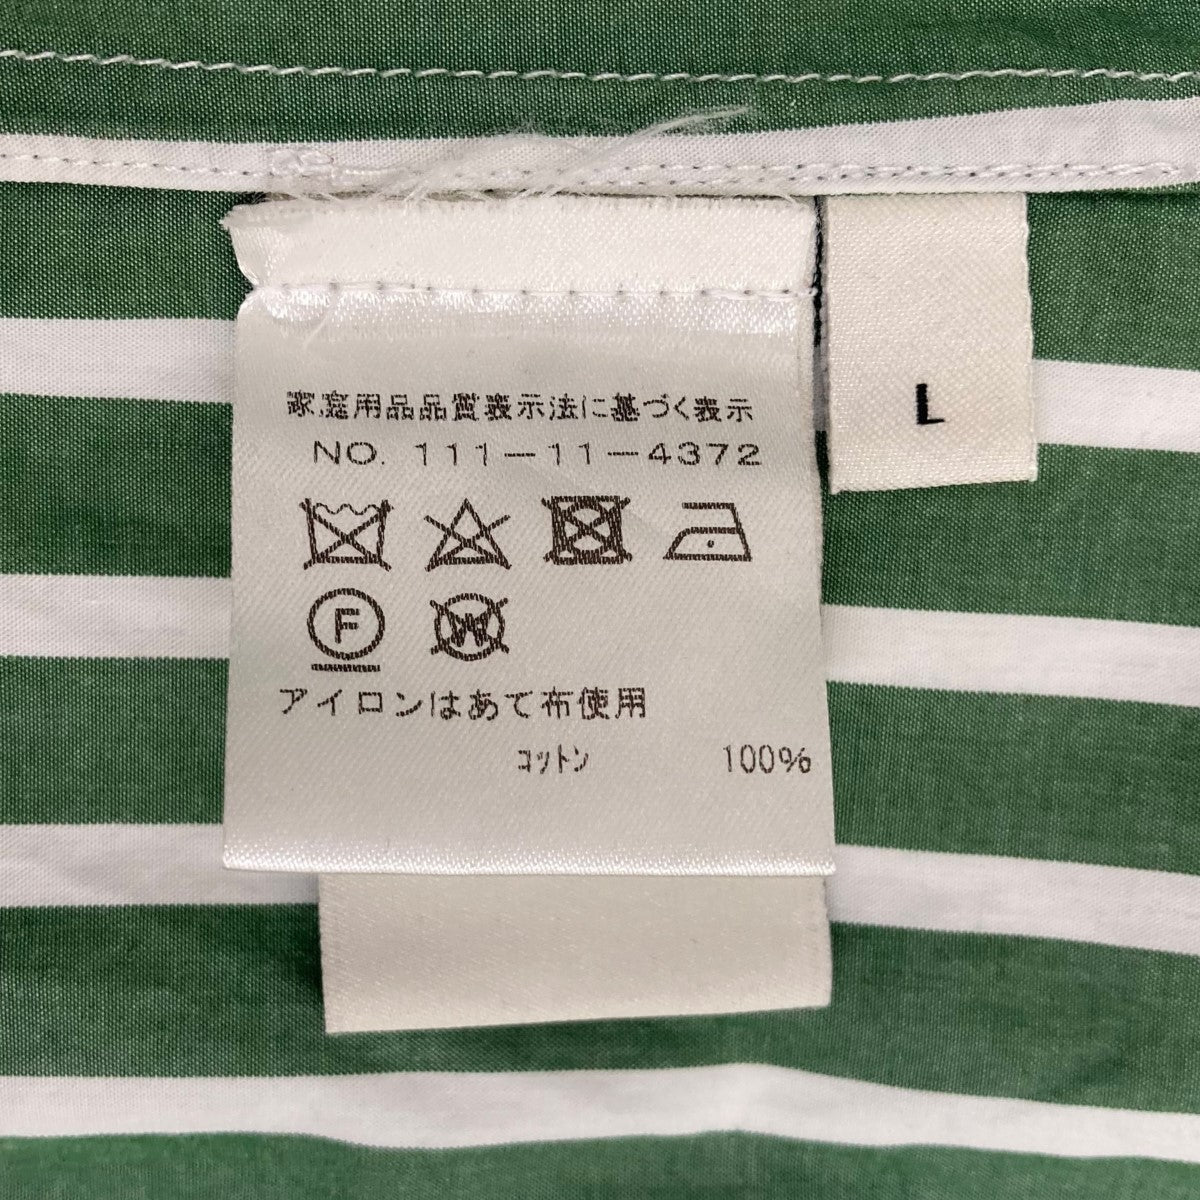 家庭用品品質表示法に基づく表示
NO. 111-11-4372
F W
アイロンはあて布使用
コットン 100%
L